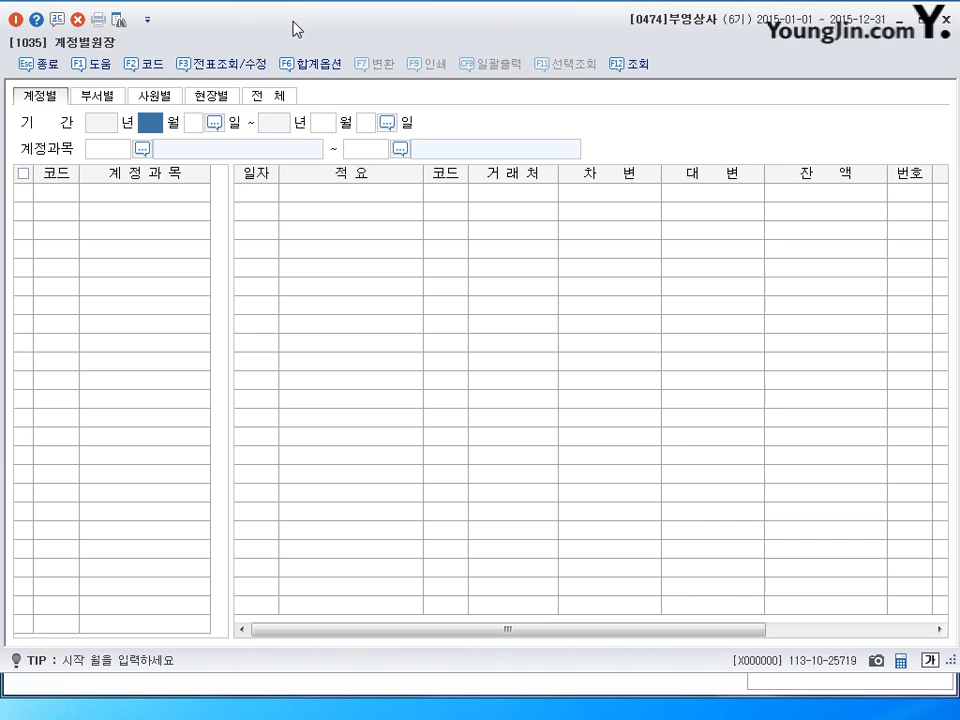 [0474]부영상사 (6기) 2015-01-01 ~ 2015-12-31
YoungJin.com Y.
[1035] 계정별원장
Esc 종료 F1 도움 F2 코드 F3 전표조회/수정 F6 합계옵션 F7 변환 F9 인쇄 CF9 일괄출력 F11 선택조회 F12 조회
계정별 부서별 사원별 현장별 전 체
기 간 년 월 일 ~ 년 월 일
계정과목 ~
코드 계 정 과 목 일자 적 요 코드 거 래 처 차 변 대 변 잔 액 번호
TIP : 시작 월을 입력하세요 [X000000] 113-10-25719 가